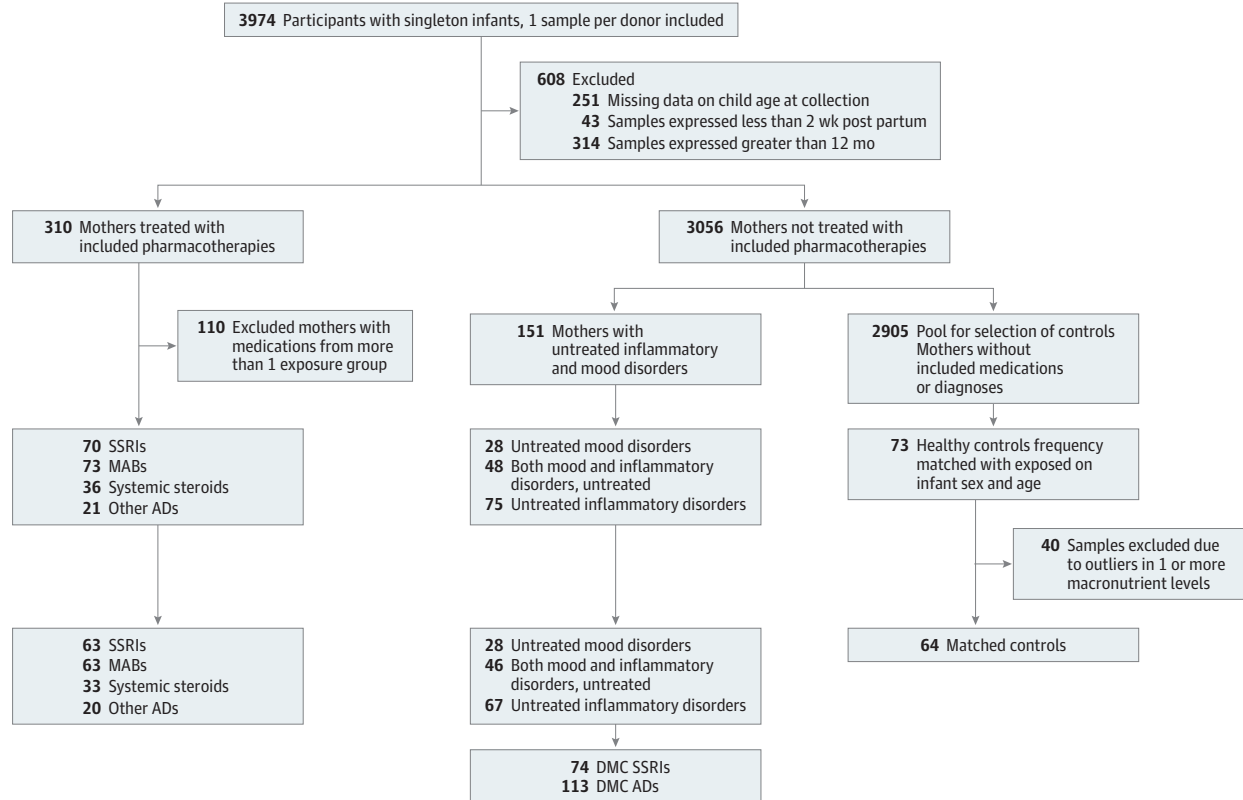 3974 Participants with singleton infants, 1 sample per donor included
608 Excluded
251 Missing data on child age at collection
43 Samples expressed less than 2 wk post partum
314 Samples expressed greater than 12 mo
310 Mothers treated with
included pharmacotherapies
3056 Mothers not treated with
included pharmacotherapies
110 Excluded mothers with
medications from more
than 1 exposure group
151 Mothers with
untreated inflammatory
and mood disorders
2905 Pool for selection of controls
Mothers without
included medications
or diagnoses
70 SSRIs
73 MABs
36 Systemic steroids
21 Other ADs
28 Untreated mood disorders
48 Both mood and inflammatory
disorders, untreated
75 Untreated inflammatory disorders
73 Healthy controls frequency
matched with exposed on
infant sex and age
40 Samples excluded due
to outliers in 1 or more
macronutrient levels
63 SSRIs
63 MABs
33 Systemic steroids
20 Other ADs
28 Untreated mood disorders
46 Both mood and inflammatory
disorders, untreated
67 Untreated inflammatory disorders
64 Matched controls
74 DMC SSRIs
113 DMC ADs